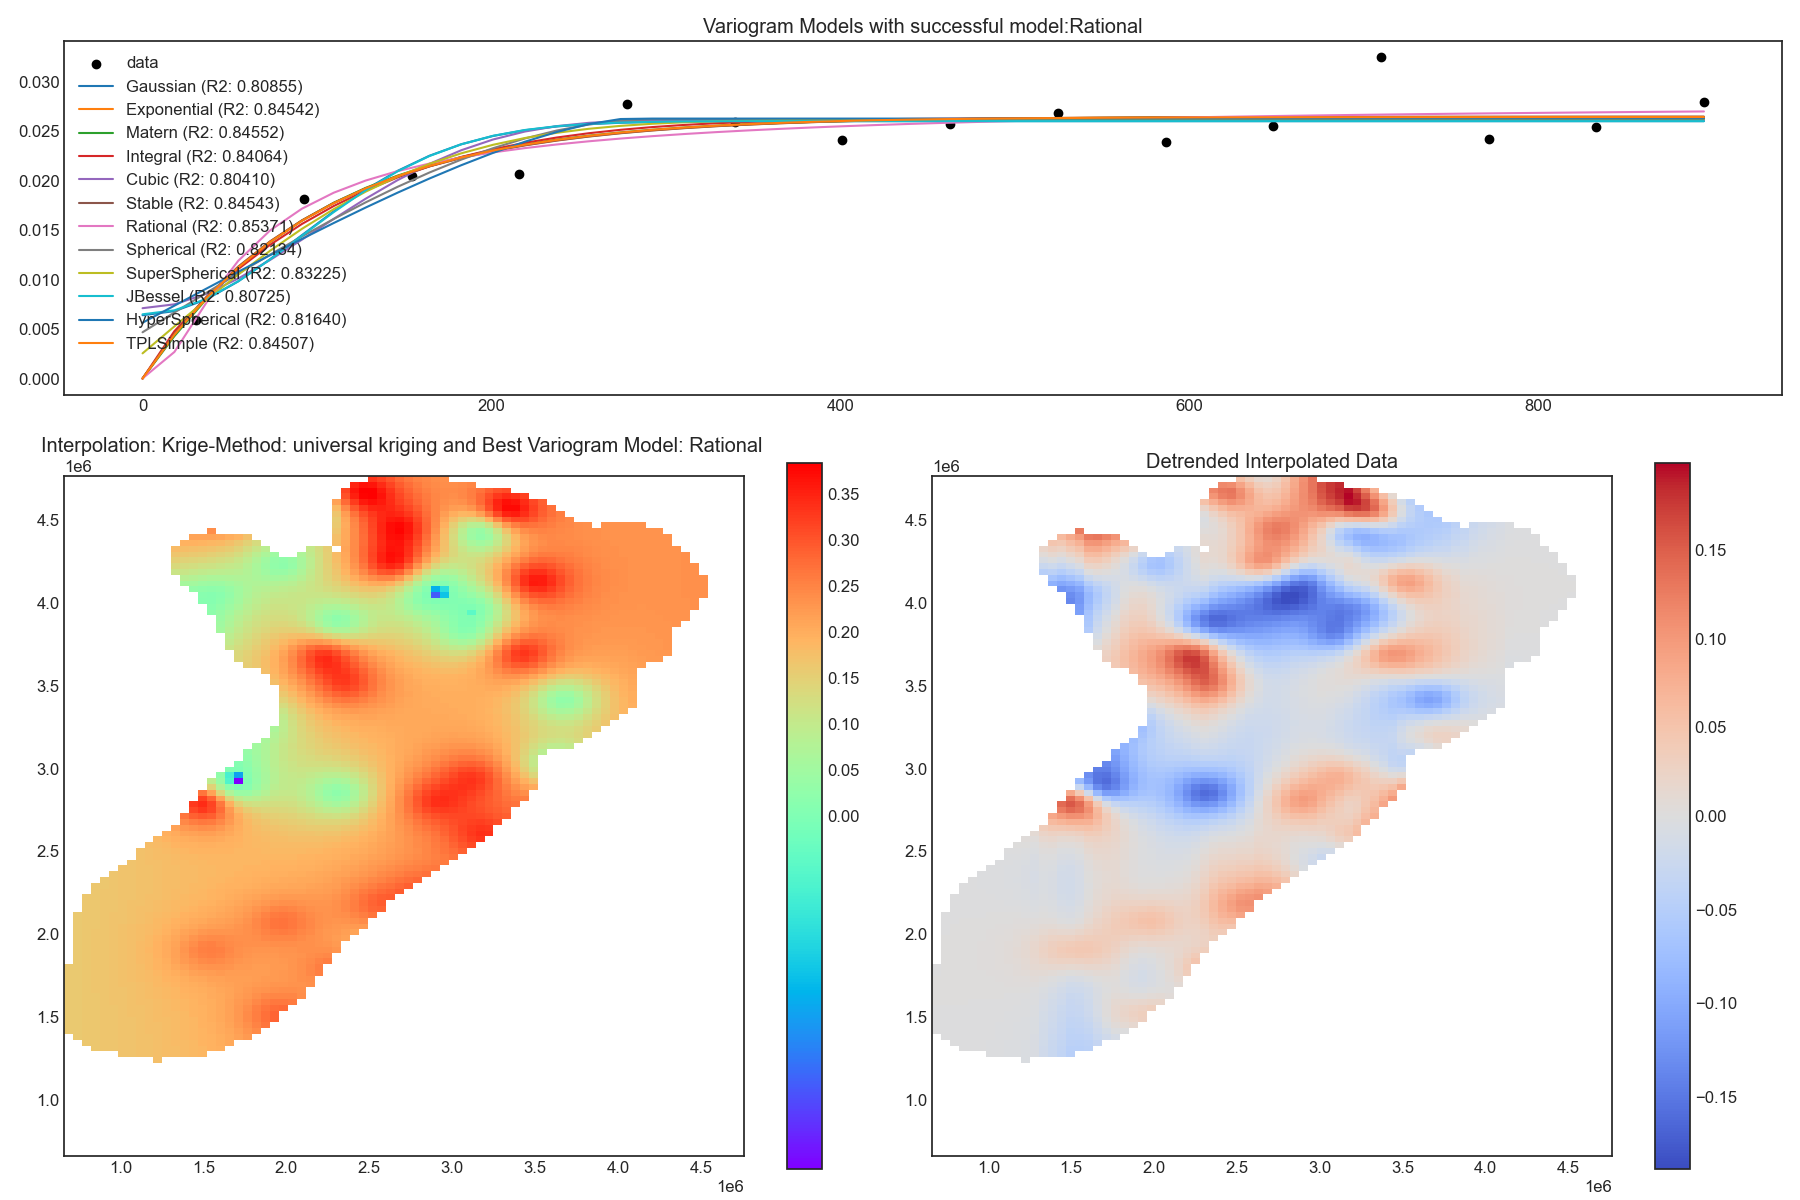 Variogram Models with successful model:Rational
0.030
0.025
0.020
0.015
0.010
0.005
0.000
data
Gaussian (R2: 0.80855)
Exponential (R2: 0.84542)
Matern (R2: 0.84552)
Integral (R2: 0.84064)
Cubic (R2: 0.80410)
Stable (R2: 0.84543)
Rational (R2: 0.85371)
Spherical (R2: 0.82134)
SuperSpherical (R2: 0.83225)
JBessel (R2: 0.80725)
HyperSpherical (R2: 0.81640)
TPLSimple (R2: 0.84507)
0 200 400 600 800
Interpolation: Krige-Method: universal kriging and Best Variogram Model: Rational
1e6
4.5
4.0
3.5
3.0
2.5
2.0
1.5
1.0
1.0 1.5 2.0 2.5 3.0 3.5 4.0 4.5
1e6
0.35
0.30
0.25
0.20
0.15
0.10
0.05
0.00
Detrended Interpolated Data
1e6
4.5
4.0
3.5
3.0
2.5
2.0
1.5
1.0
1.0 1.5 2.0 2.5 3.0 3.5 4.0 4.5
1e6
0.15
0.10
0.05
0.00
−0.05
−0.10
−0.15